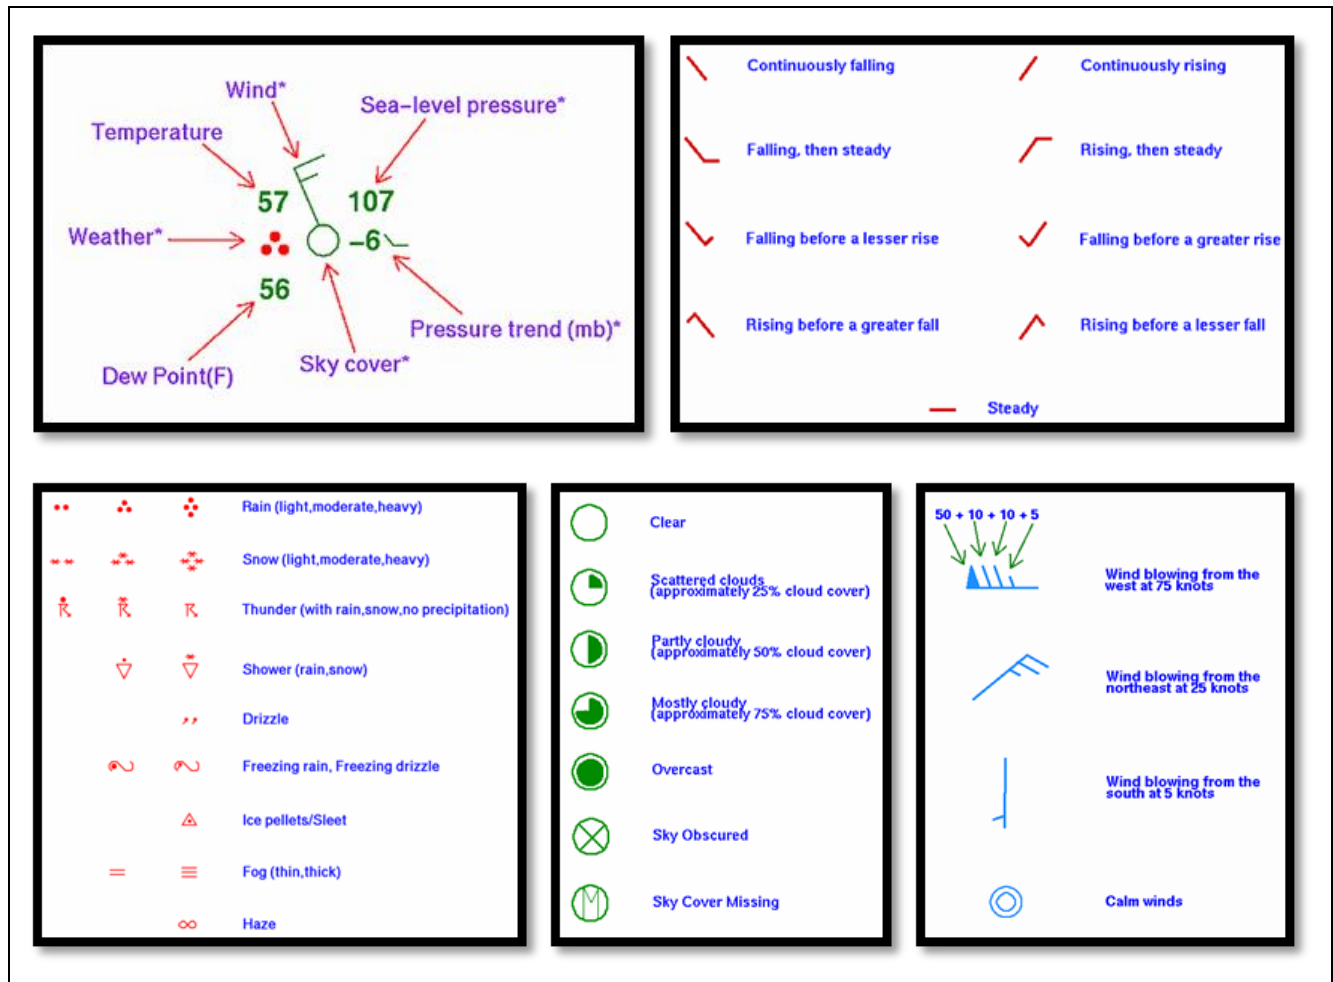 Wind*
Sea-level pressure*
Temperature
57
107
Weather*
-6
56
Pressure trend (mb)*
Sky cover*
Dew Point(F)
Continuously falling
Continuously rising
Falling, then steady
Rising, then steady
Falling before a lesser rise
Falling before a greater rise
Rising before a greater fall
Rising before a lesser fall
Steady
Rain (light,moderate,heavy)
Snow (light,moderate,heavy)
Thunder (with rain,snow,no precipitation)
Shower (rain,snow)
Drizzle
Freezing rain, Freezing drizzle
Ice pellets/Sleet
Fog (thin,thick)
Haze
Clear
Scattered clouds
(approximately 25% cloud cover)
Partly cloudy
(approximately 50% cloud cover)
Mostly cloudy
(approximately 75% cloud cover)
Overcast
Sky Obscured
Sky Cover Missing
50 + 10 + 10 + 5
Wind blowing from the
west at 75 knots
Wind blowing from the
northeast at 25 knots
Wind blowing from the
south at 5 knots
Calm winds